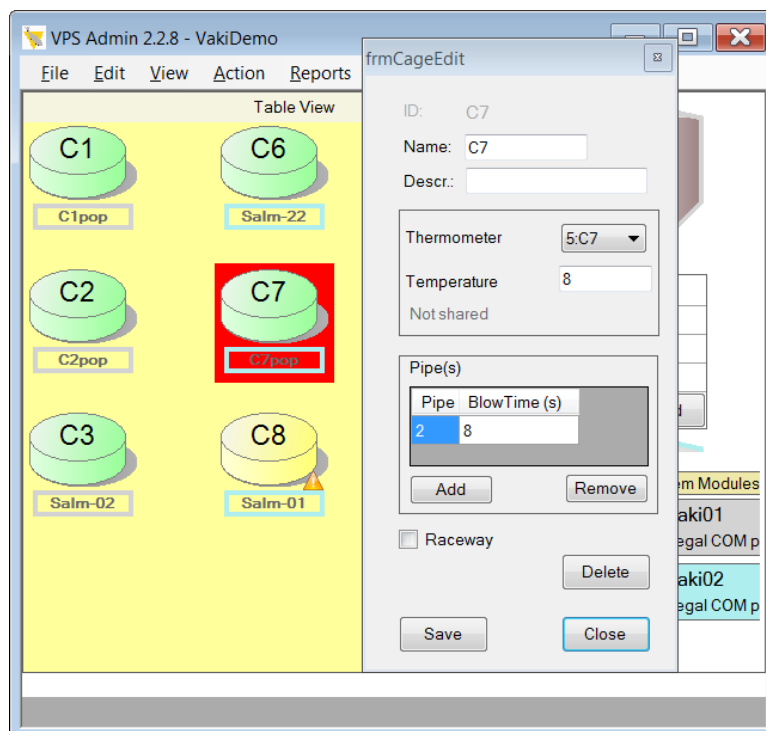 VPS Admin 2.2.8 - VakiDemo
File Edit View Action Reports
Table View
C1
C1pop
C6
Salm-22
C2
C2pop
C7
C7pop
C3
Salm-02
C8
Salm-01
frmCageEdit
ID: C7
Name: C7
Descr.:
Thermometer 5:C7
Temperature 8
Not shared
Pipe(s)
Pipe BlowTime (s)
2 8
Add Remove
Raceway
Delete
Save Close
em Modules
aki01
egal COM p
aki02
egal COM p